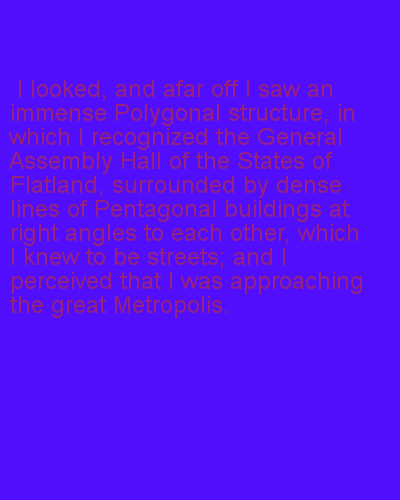 I looked, and afar off I saw an
immense Polygonal structure, in
which I recognized the General
Assembly Hall of the States of
Flatland, surrounded by dense
lines of Pentagonal buildings at
right angles to each other, which
I knew to be streets; and I
perceived that I was approaching
the great Metropolis.